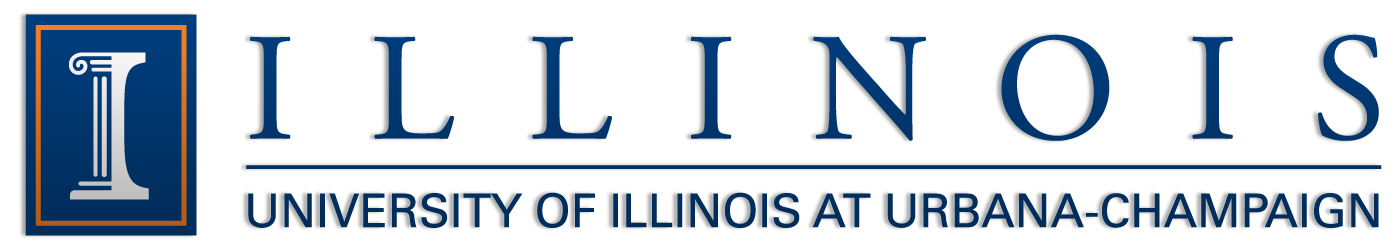 ILLINOIS
UNIVERSITY OF ILLINOIS AT URBANA-CHAMPAIGN